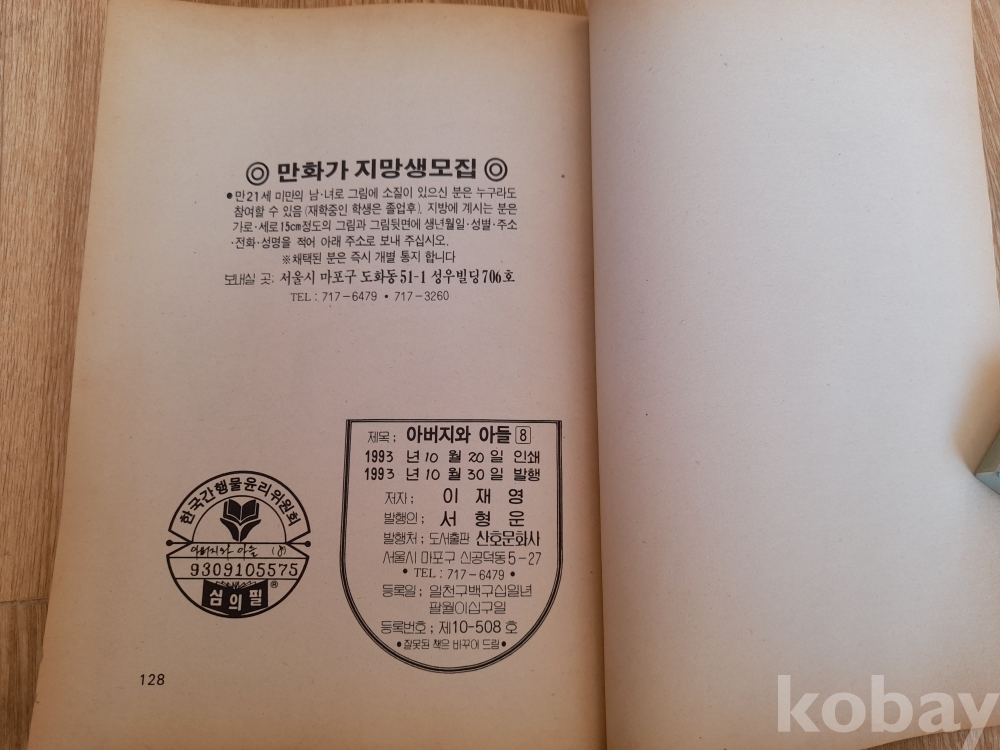 ◎ 만화가 지망생모집 ◎
●만21세 미만의 남·녀로 그림에 소질이 있으신 분은 누구라도
참여할 수 있음(재학중인 학생은 졸업후), 지방에 계시는 분은
가로·세로 15cm정도의 그림과 그림뒷면에 생년월일·성별·주소
·전화·성명을 적어 아래 주소로 보내 주십시오.
※채택된 분은 즉시 개별 통지 합니다
보내실 곳: 서울시 마포구 도화동 51-1 성우빌딩 706호
TEL : 717-6479 • 717-3260
제목 ; 아버지와 아들 8
1993 년 10 월 20 일 인쇄
1993 년 10 월 30 일 발행
저자 ; 이 재 영
발행인 ; 서 형 운
발행처 ; 도서출판 산호문화사
서울시 마포구 신공덕동 5-27
• TEL : 717-6479 •
등록일 ; 일천구백구십일년
팔월이십구일
등록번호 ; 제10-508 호
•잘못된 책은 바꾸어 드림•
한국간행물윤리위원회
아버지와 아들 (8)
9309105575
심의필 ®
128
kobay